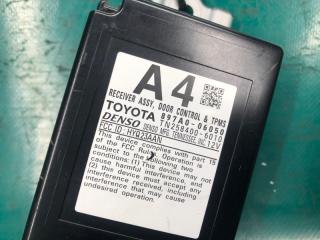 A4
RECEIVER ASSY, DOOR CONTROL & TPMS
TOYOTA 897A0-06050
DENSO TN258400-6010
DENSO MFG. TENNESSEE, INC. 12V
FCC ID: HYQ23AAN
This device complies with part 15
of the FCC Rules. Operation is
subject to the following two
conditions: (1) This device may not
cause harmful interference, and
(2) this device must accept any
interference received, including
interference that may cause
undesired operation.